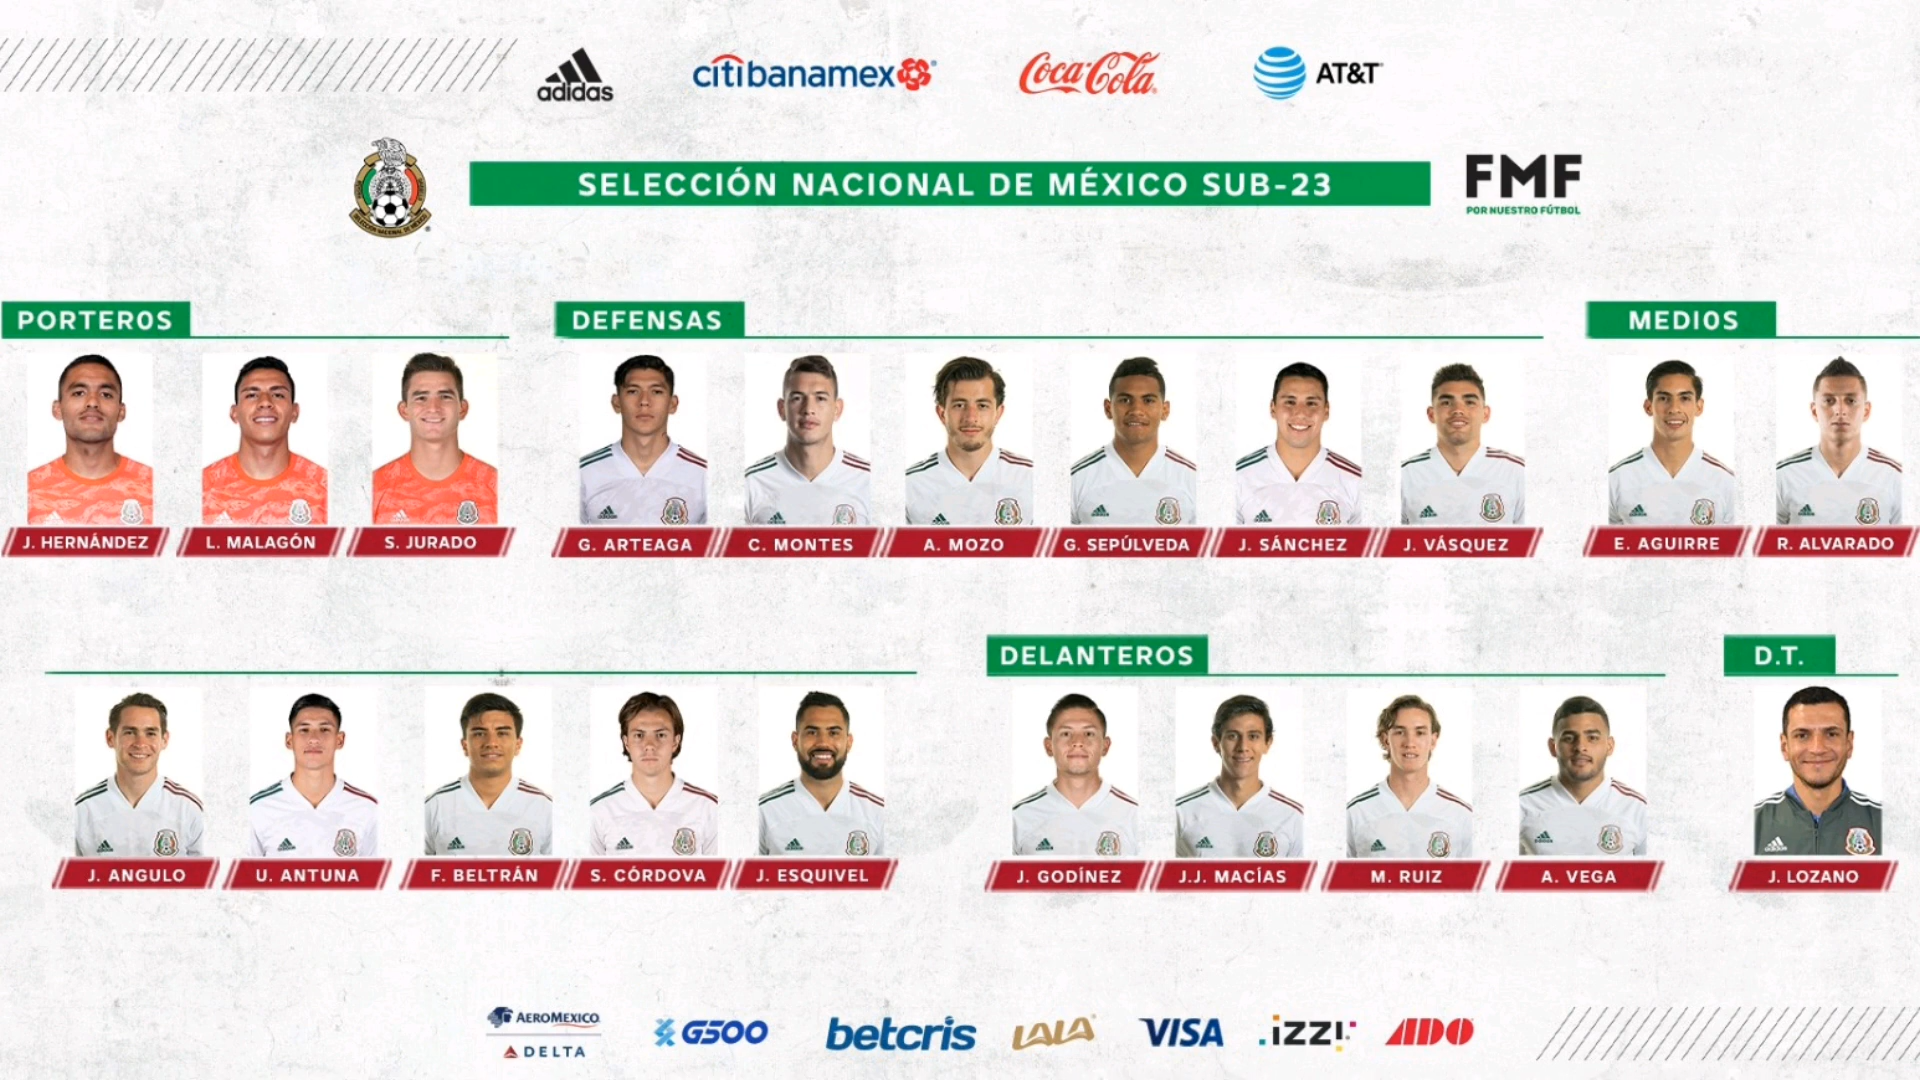 adidas
citibanamex
Coca-Cola
AT&T
SELECCIÓN NACIONAL DE MÉXICO SUB-23
FMF
POR NUESTRO FÚTBOL
PORTEROS
DEFENSAS
MEDIOS
J. HERNÁNDEZ
L. MALAGÓN
S. JURADO
G. ARTEAGA
C. MONTES
A. MOZO
G. SEPÚLVEDA
J. SÁNCHEZ
J. VÁSQUEZ
E. AGUIRRE
R. ALVARADO
DELANTEROS
D.T.
J. ANGULO
U. ANTUNA
F. BELTRÁN
S. CÓRDOVA
J. ESQUIVEL
J. GODÍNEZ
J.J. MACÍAS
M. RUIZ
A. VEGA
J. LOZANO
AEROMEXICO
DELTA
G500
betcris
LALA
VISA
izzi
ADO